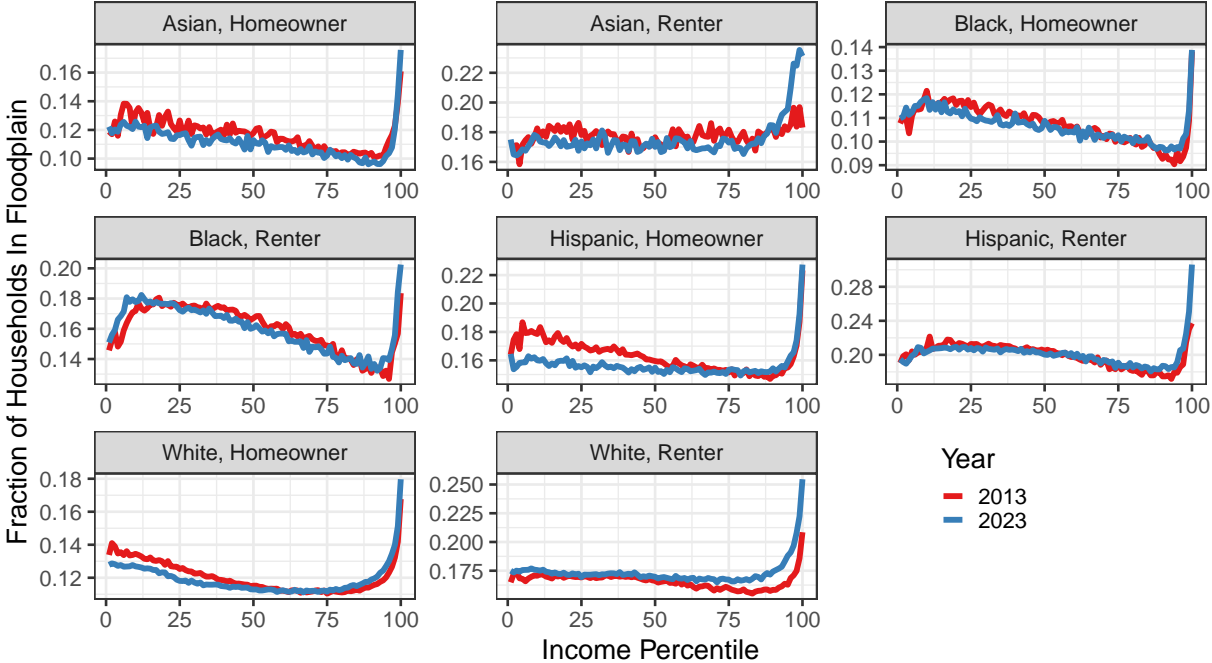 Asian, Homeowner
Asian, Renter
Black, Homeowner
0.16
0.14
0.12
0.10
0 25 50 75 100
0.22
0.20
0.18
0.16
0 25 50 75 100
0.14
0.13
0.12
0.11
0.10
0.09
0 25 50 75 100
Black, Renter
Hispanic, Homeowner
Hispanic, Renter
0.20
0.18
0.16
0.14
0 25 50 75 100
0.22
0.20
0.18
0.16
0 25 50 75 100
0.28
0.24
0.20
0 25 50 75 100
White, Homeowner
White, Renter
0.18
0.16
0.14
0.12
0 25 50 75 100
0.250
0.225
0.200
0.175
0 25 50 75 100
Fraction of Households In Floodplain
Income Percentile
Year
2013
2023